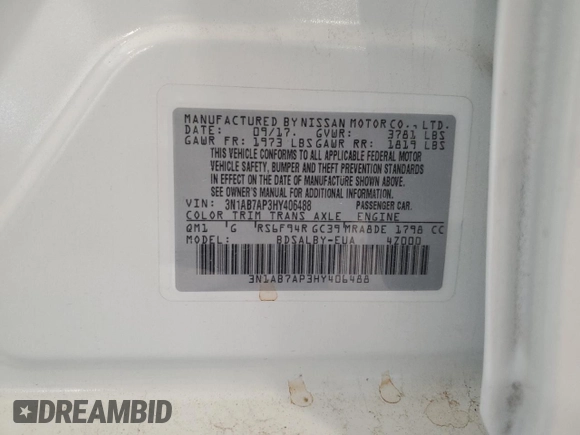 MANUFACTURED BY NISSAN MOTOR CO., LTD.
DATE: 09/17. GVWR: 3781 LBS
GAWR FR: 1973 LBS GAWR RR: 1819 LBS
THIS VEHICLE CONFORMS TO ALL APPLICABLE FEDERAL MOTOR
VEHICLE SAFETY, BUMPER AND THEFT PREVENTION STANDARDS
IN EFFECT ON THE DATE OF MANUFACTURE SHOWN ABOVE.
SEE OWNER'S MANUAL FOR ADDITIONAL INFORMATION.
VIN: 3N1AB7AP3HY406488 PASSENGER CAR.
COLOR TRIM TRANS AXLE ENGINE
QM1 G RS6F94R GC39 MRA8DE 1798 CC
MODEL: BDSALBY-EUA 4Z000
3N1AB7AP3HY406488
DREAMBID